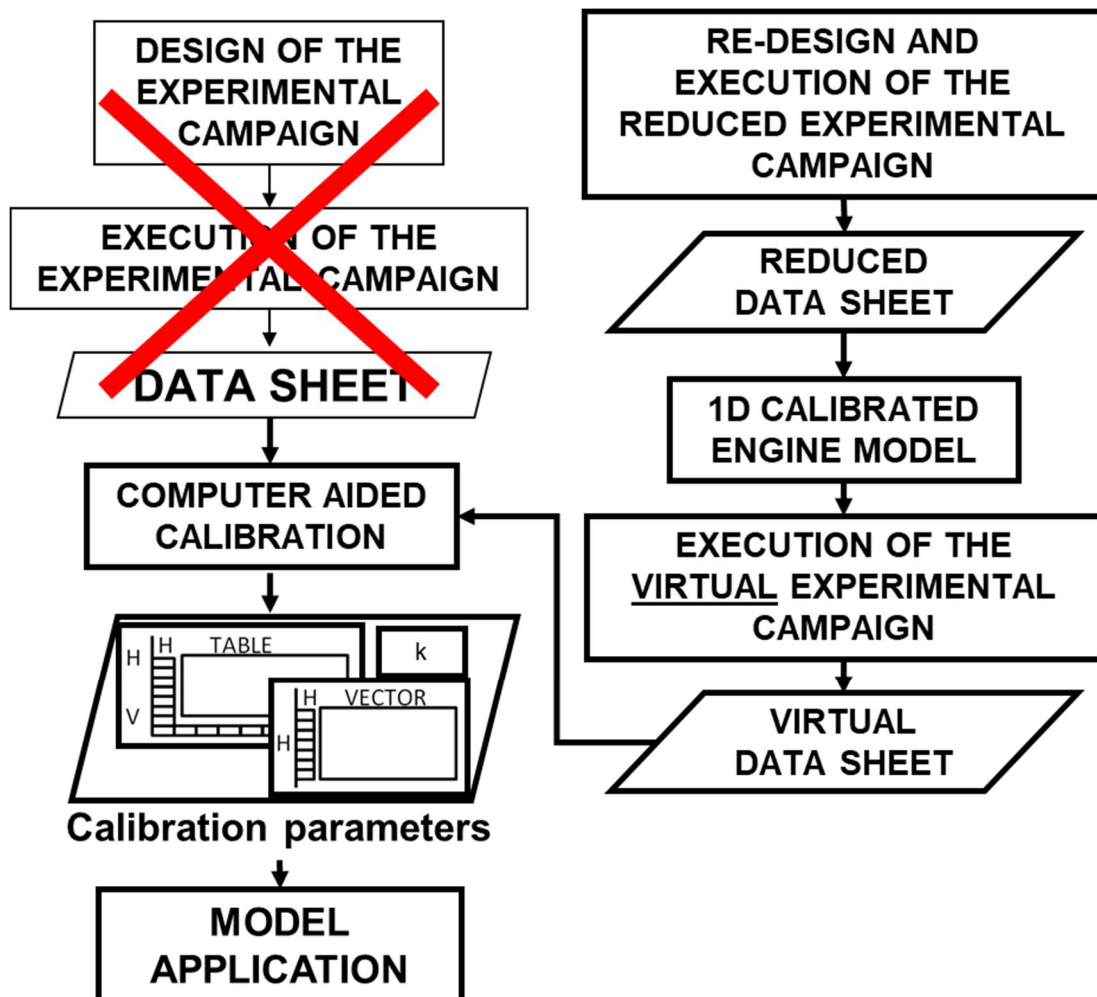 DESIGN OF THE
EXPERIMENTAL
CAMPAIGN
EXECUTION OF THE
EXPERIMENTAL CAMPAIGN
DATA SHEET
COMPUTER AIDED
CALIBRATION
H
TABLE
H
k
V
H
VECTOR
H
Calibration parameters
MODEL
APPLICATION
RE-DESIGN AND
EXECUTION OF THE
REDUCED EXPERIMENTAL
CAMPAIGN
REDUCED
DATA SHEET
1D CALIBRATED
ENGINE MODEL
EXECUTION OF THE
VIRTUAL EXPERIMENTAL
CAMPAIGN
VIRTUAL
DATA SHEET